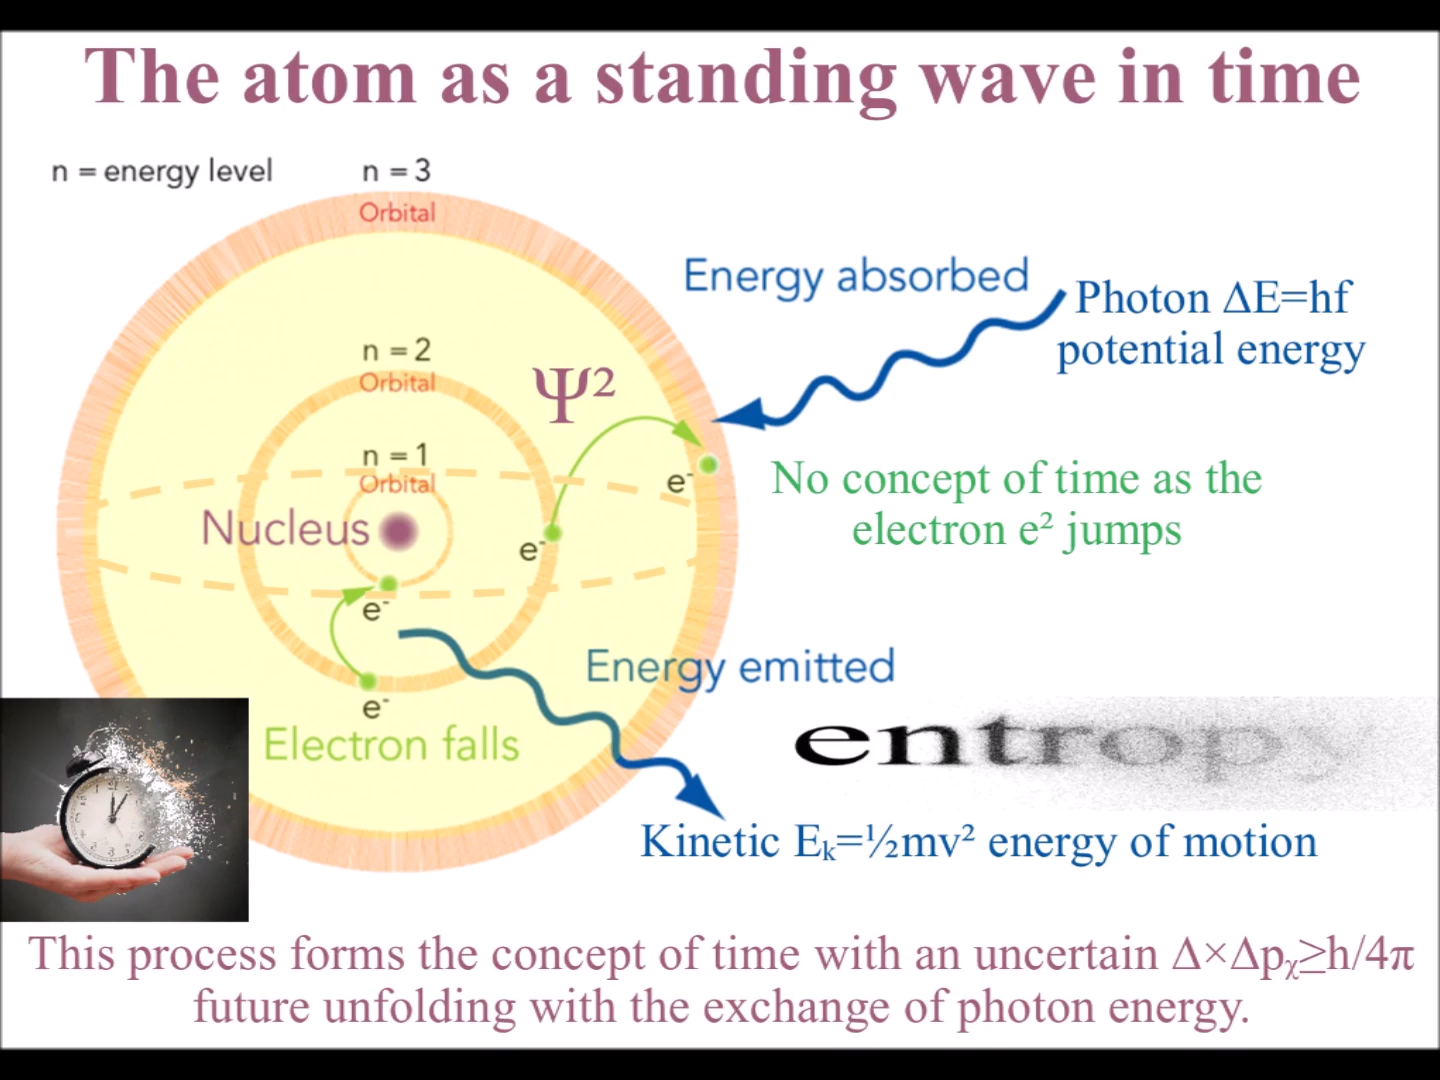 The atom as a standing wave in time
n = energy level
n = 3
Orbital
Energy absorbed
Photon ΔE=hf
potential energy
n = 2
Orbital
Ψ²
n = 1
Orbital
e⁻
No concept of time as the
electron e² jumps
Nucleus
e⁻
e⁻
Energy emitted
e⁻
Electron falls
entropy
Kinetic Eₖ=½mv² energy of motion
This process forms the concept of time with an uncertain Δ×Δpᵪ≥h/4π
future unfolding with the exchange of photon energy.